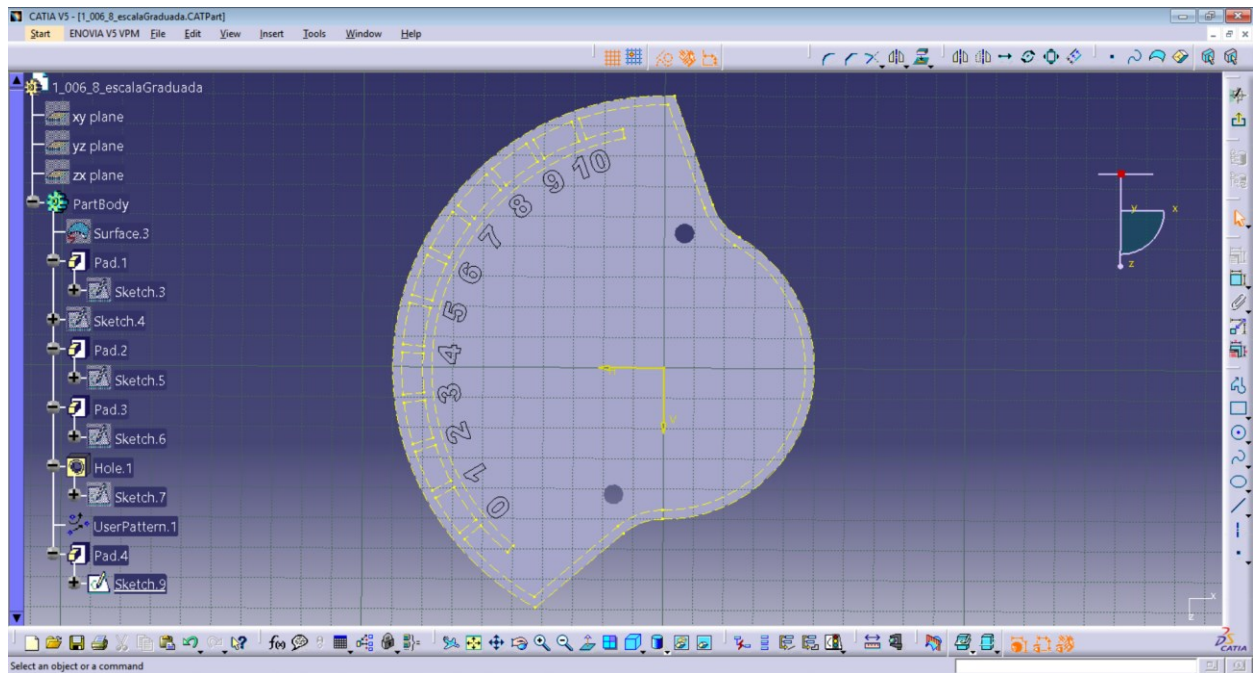 CATIA V5 - [1_006_8_escalaGraduada.CATPart]
Start ENOVIA V5 VPM File Edit View Insert Tools Window Help
1_006_8_escalaGraduada
xy plane
yz plane
zx plane
PartBody
Surface.3
Pad.1
Sketch.3
Sketch.4
Pad.2
Sketch.5
Pad.3
Sketch.6
Hole.1
Sketch.7
UserPattern.1
Pad.4
Sketch.9
10
9
8
7
6
5
4
3
2
1
0
H
V
y x
z
x
z
f(x)
CATIA
Select an object or a command